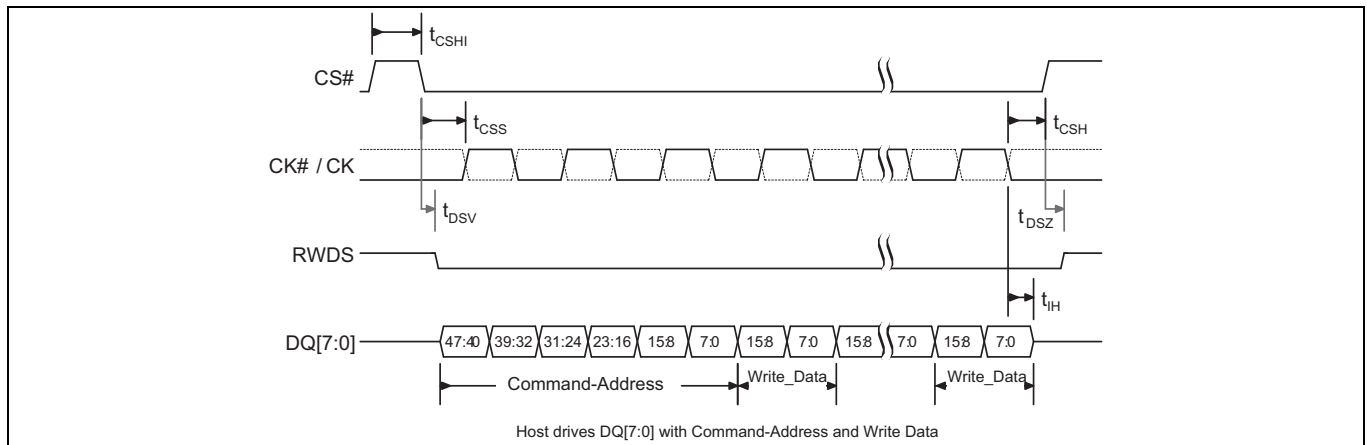 tCSHI
CS#
tCSS
tCSH
CK# / CK
tDSV
tDSZ
RWDS
tIH
DQ[7:0] 47:40 39:32 31:24 23:16 15:8 7:0 15:8 7:0 15:8 7:0 15:8 7:0
Command-Address Write_Data Write_Data
Host drives DQ[7:0] with Command-Address and Write Data